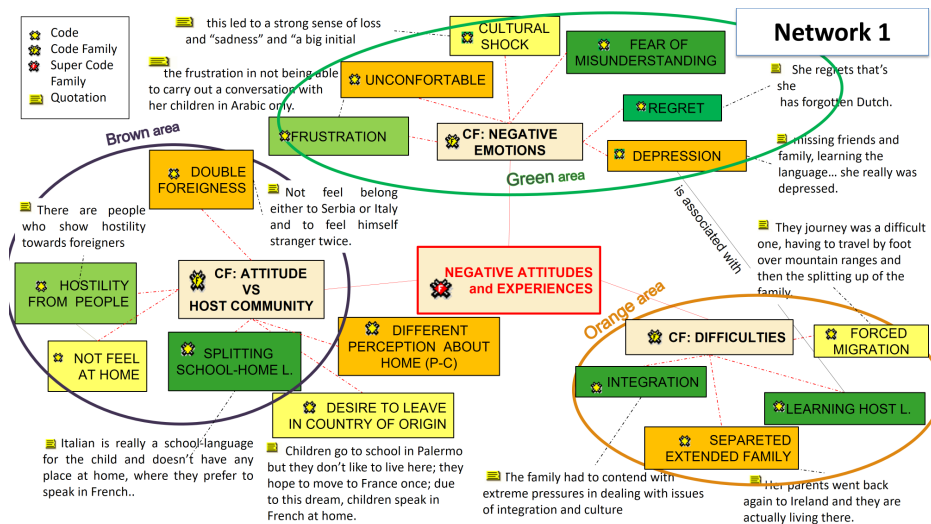 Network 1
Code
Code Family
Super Code
Family
Quotation
this led to a strong sense of loss
and “sadness” and “a big initial
CULTURAL
SHOCK
FEAR OF
MISUNDERSTANDING
the frustration in not being able
to carry out a conversation with
her children in Arabic only.
UNCONFORTABLE
She regrets that's
she
has forgotten Dutch.
REGRET
FRUSTRATION
CF: NEGATIVE
EMOTIONS
DEPRESSION
missing friends and
family, learning the
language... she really was
depressed.
Green area
Brown area
DOUBLE
FOREIGNESS
Not feel belong
either to Serbia or Italy
and to feel himself
stranger twice.
There are people
who show hostility
towards foreigners
is associated with
They journey was a difficult
one, having to travel by foot
over mountain ranges and
then the splitting up of the
family
HOSTILITY
FROM PEOPLE
CF: ATTITUDE
VS
HOST COMMUNITY
NEGATIVE ATTITUDES
and EXPERIENCES
Orange area
CF: DIFFICULTIES
FORCED
MIGRATION
DIFFERENT
PERCEPTION ABOUT
HOME (P-C)
NOT FEEL
AT HOME
SPLITTING
SCHOOL-HOME L.
INTEGRATION
LEARNING HOST L.
DESIRE TO LEAVE
IN COUNTRY OF ORIGIN
SEPARETED
EXTENDED FAMILY
Italian is really a school-language
for the child and doesn't have any
place at home, where they prefer to
speak in French..
Children go to school in Palermo
but they don't like to live here; they
hope to move to France once; due
to this dream, children speak in
French at home.
The family had to contend with
extreme pressures in dealing with issues
of integration and culture
Her parents went back
again to Ireland and they are
actually living there.